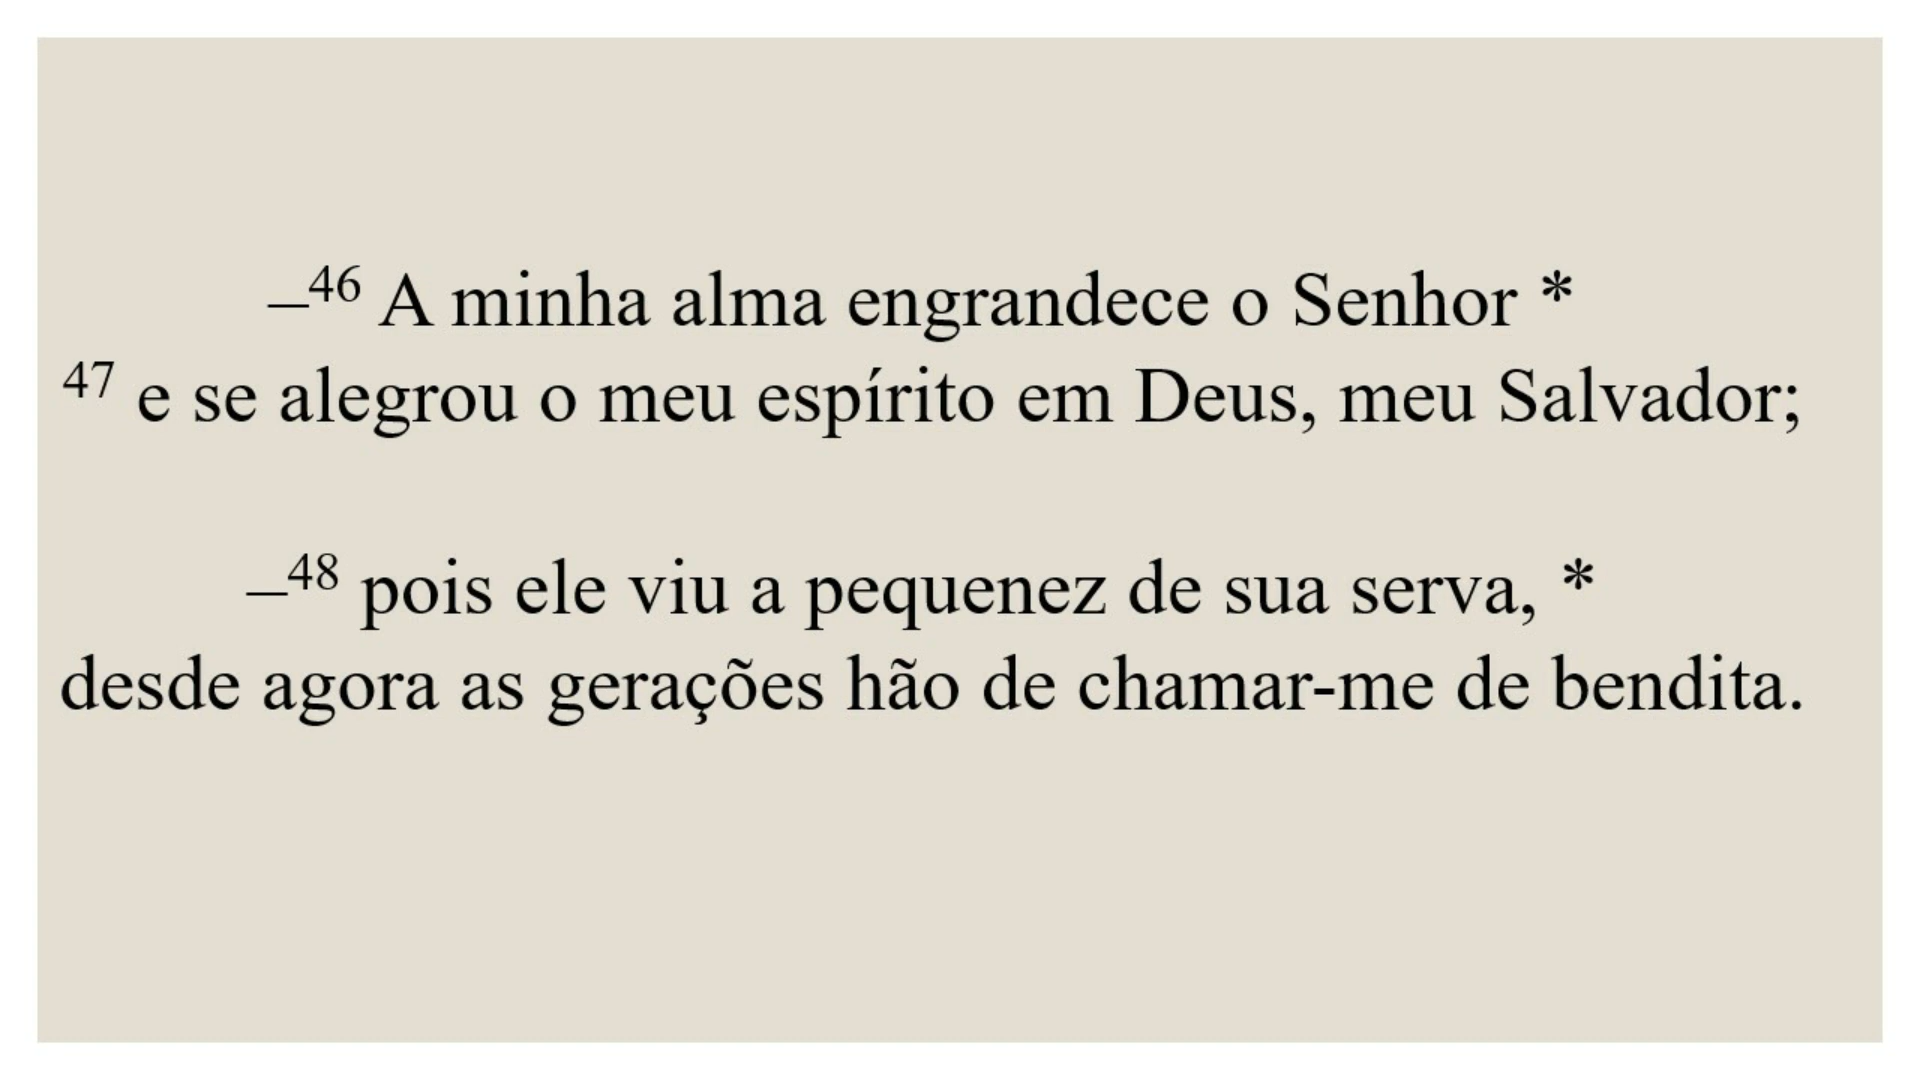 –46 A minha alma engrandece o Senhor *
47 e se alegrou o meu espírito em Deus, meu Salvador;
–48 pois ele viu a pequenez de sua serva, *
desde agora as gerações hão de chamar-me de bendita.